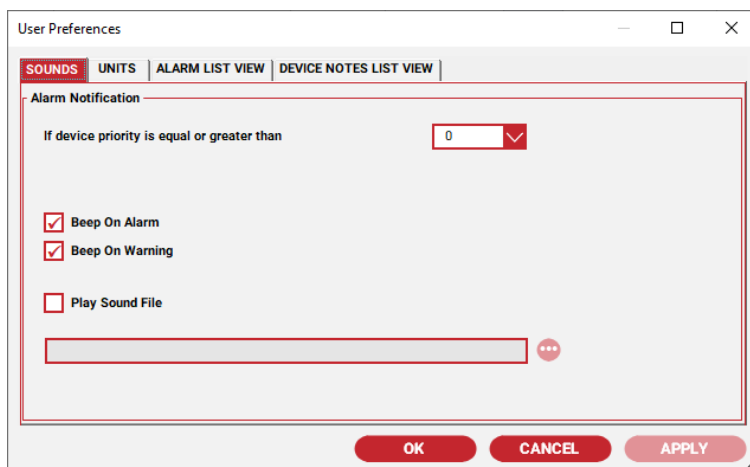 User Preferences
SOUNDS UNITS ALARM LIST VIEW DEVICE NOTES LIST VIEW
Alarm Notification
If device priority is equal or greater than 0
Beep On Alarm
Beep On Warning
Play Sound File
OK CANCEL APPLY